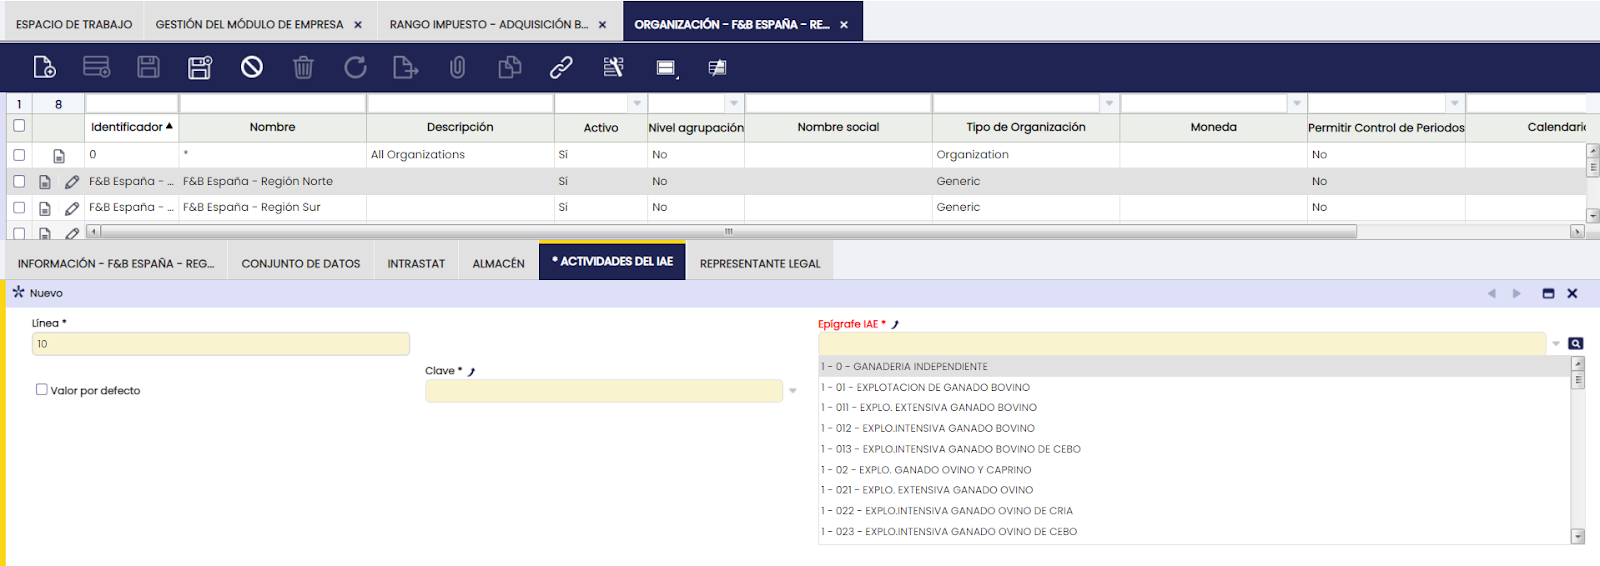 ESPACIO DE TRABAJO GESTIÓN DEL MÓDULO DE EMPRESA × RANGO IMPUESTO - ADQUISICIÓN B... × ORGANIZACIÓN - F&B ESPAÑA - RE... ×
1 8
Identificador ▲ Nombre Descripción Activo Nivel agrupación Nombre social Tipo de Organización Moneda Permitir Control de Periodos Calendario
0 * All Organizations Sí No Organization No
F&B España - ... F&B España - Región Norte Sí No Generic No
F&B España - ... F&B España - Región Sur Sí No Generic No
INFORMACIÓN - F&B ESPAÑA - REG... CONJUNTO DE DATOS INTRASTAT ALMACÉN * ACTIVIDADES DEL IAE REPRESENTANTE LEGAL
Nuevo
Línea * Epígrafe IAE *
10
1 - 0 - GANADERIA INDEPENDIENTE
Clave *
Valor por defecto
1 - 01 - EXPLOTACION DE GANADO BOVINO
1 - 011 - EXPLO. EXTENSIVA GANADO BOVINO
1 - 012 - EXPLO.INTENSIVA GANADO BOVINO
1 - 013 - EXPLO.INTENSIVA GANADO BOVINO DE CEBO
1 - 02 - EXPLO. GANADO OVINO Y CAPRINO
1 - 021 - EXPLO. EXTENSIVA GANADO OVINO
1 - 022 - EXPLO.INTENSIVA GANADO OVINO DE CRIA
1 - 023 - EXPLO.INTENSIVA GANADO OVINO DE CEBO